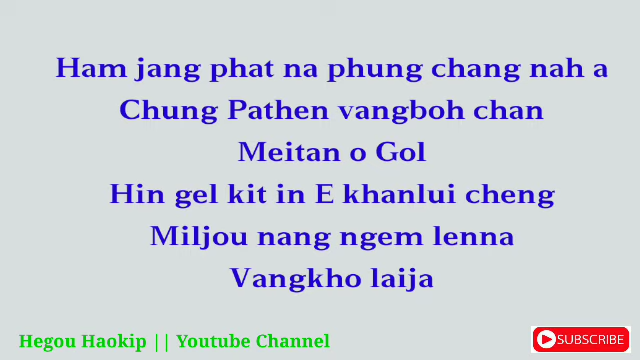 Ham jang phat na phung chang nah a
Chung Pathen vangboh chan
Meitan o Gol
Hin gel kit in E khanlui cheng
Miljou nang ngem lenna
Vangkho laija
Hegou Haokip || Youtube Channel
SUBSCRIBE